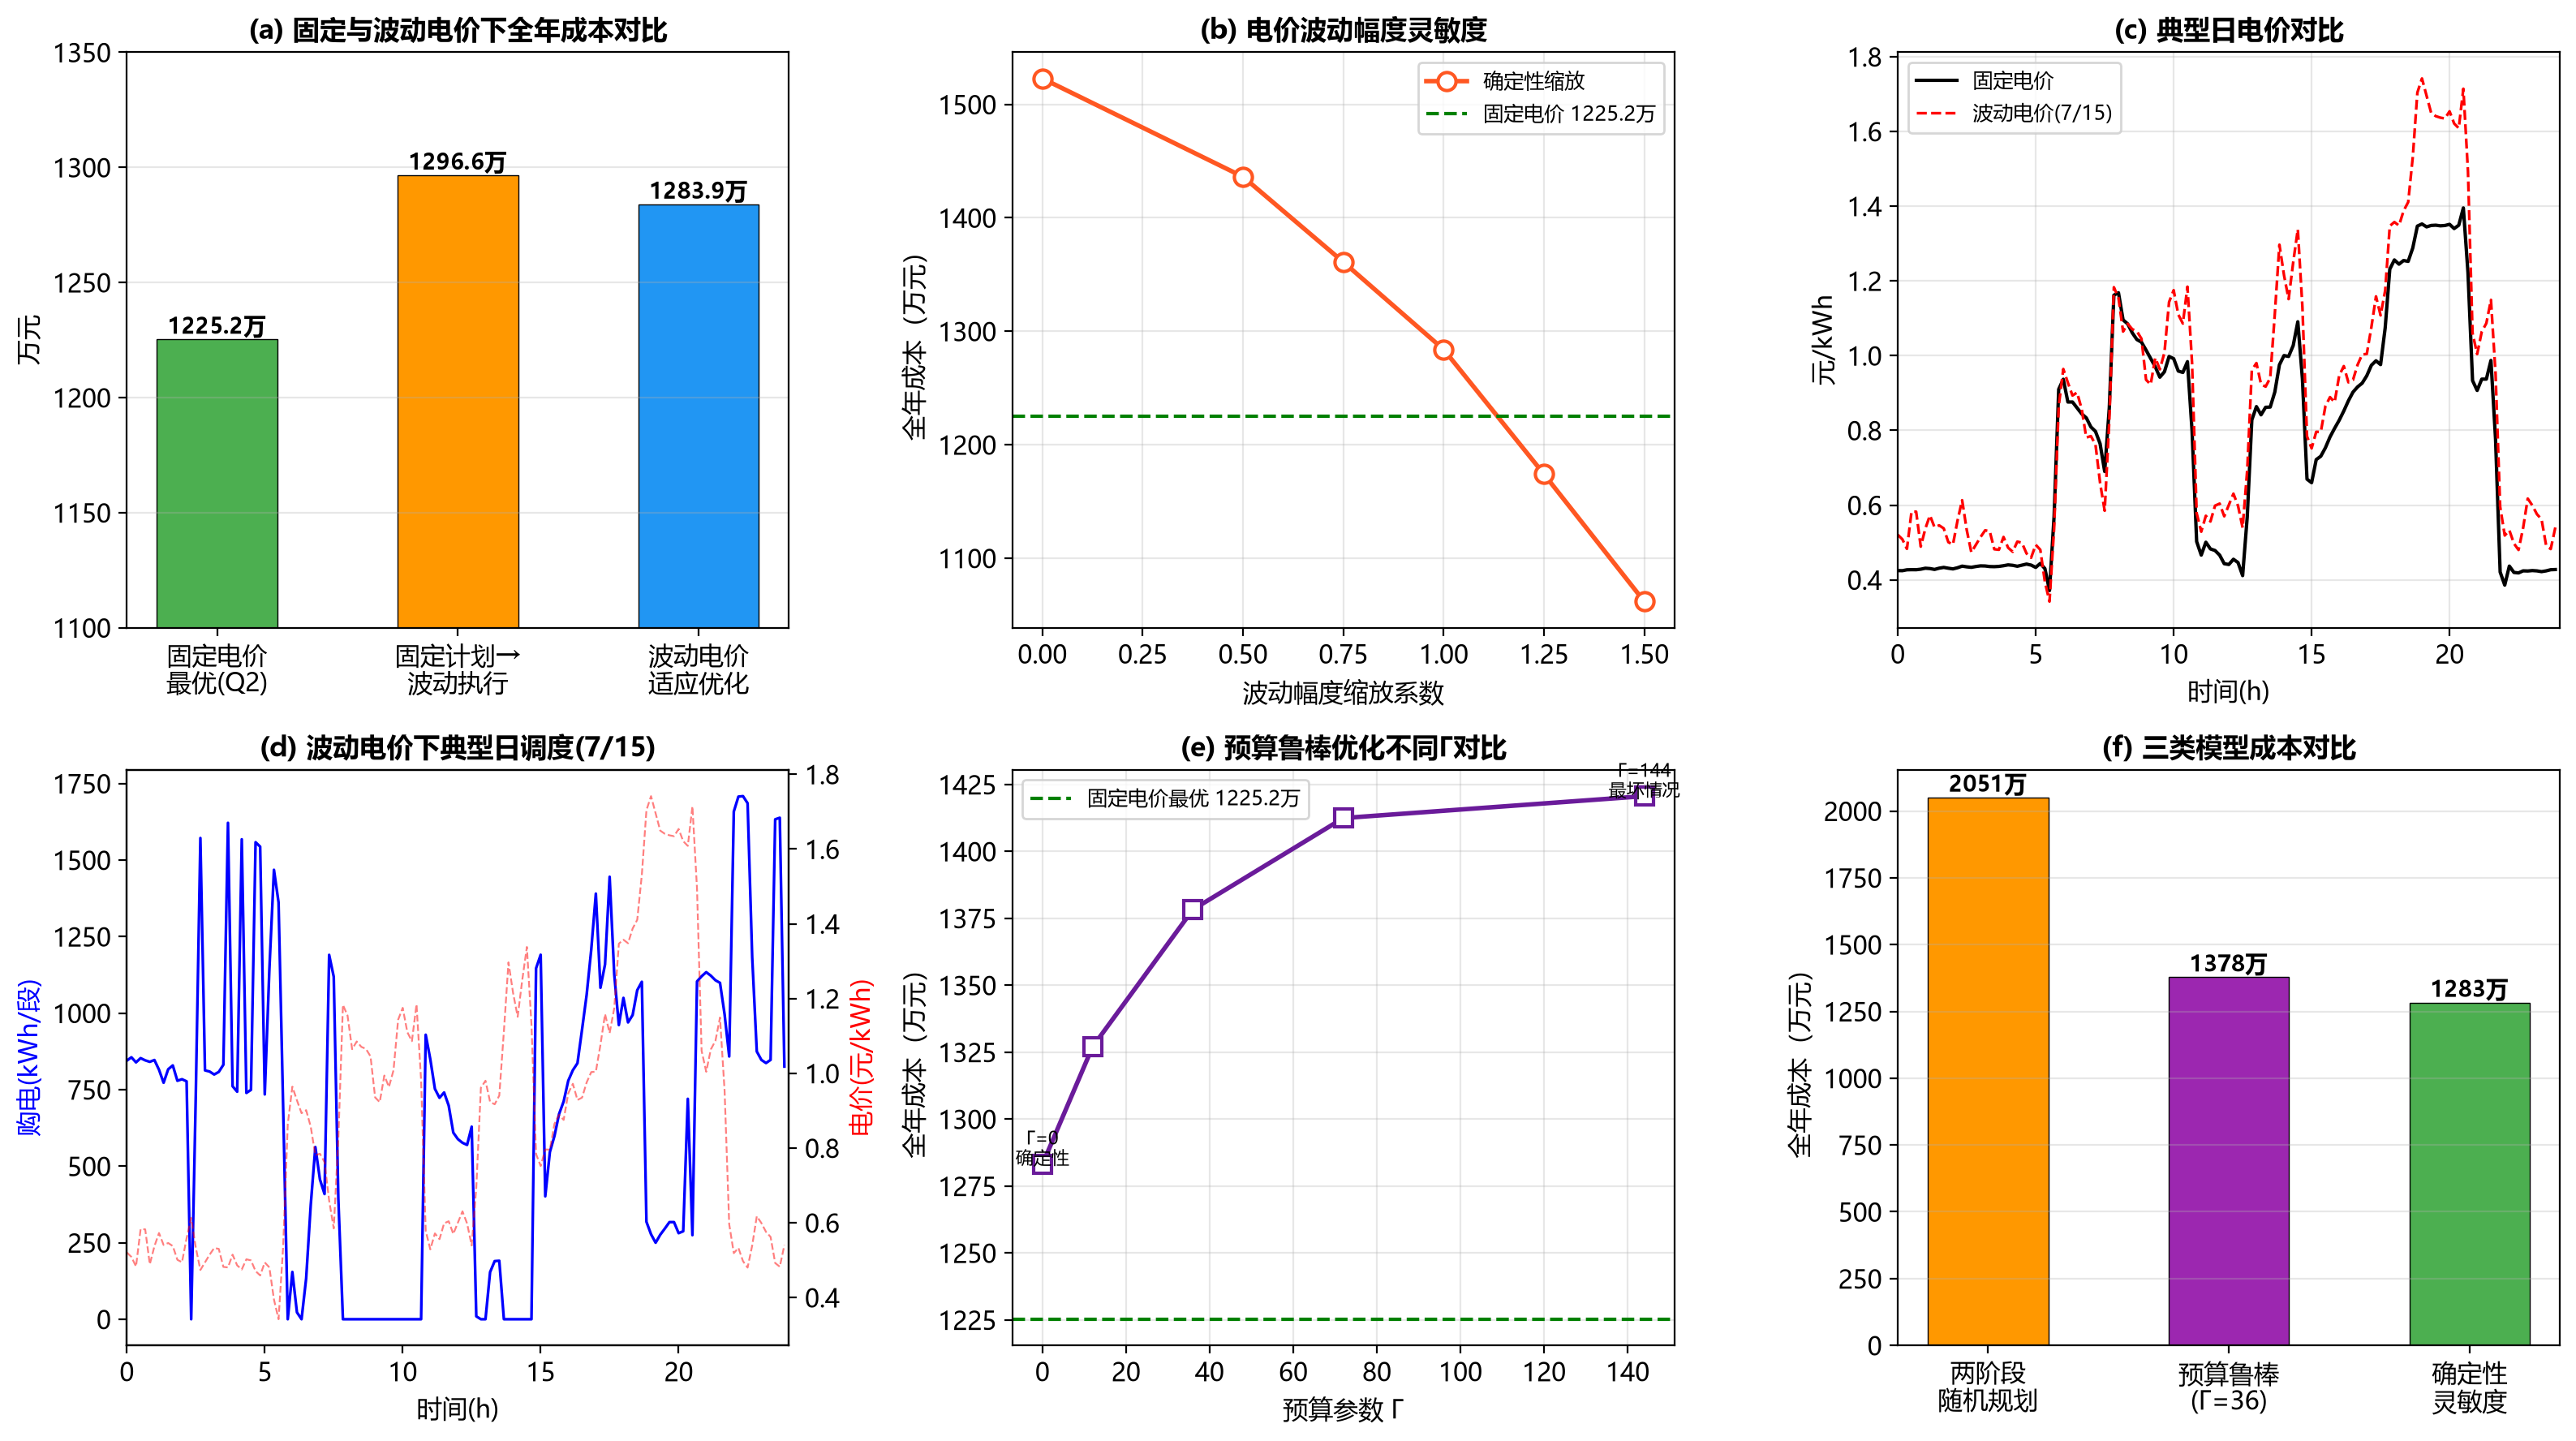 (a) 固定与波动电价下全年成本对比
1350
1300
1250
1200
1150
1100
万元
1225.2万
1296.6万
1283.9万
固定电价
最优(Q2)
固定计划→
波动执行
波动电价
适应优化
(b) 电价波动幅度灵敏度
确定性缩放
固定电价 1225.2万
1500
1400
1300
1200
1100
全年成本 (万元)
0.00 0.25 0.50 0.75 1.00 1.25 1.50
波动幅度缩放系数
(c) 典型日电价对比
固定电价
波动电价(7/15)
1.8
1.6
1.4
1.2
1.0
0.8
0.6
0.4
元/kWh
0 5 10 15 20
时间(h)
(d) 波动电价下典型日调度(7/15)
1750
1500
1250
1000
750
500
250
0
购电(kWh/段)
1.8
1.6
1.4
1.2
1.0
0.8
0.6
0.4
电价(元/kWh)
0 5 10 15 20
时间(h)
(e) 预算鲁棒优化不同Γ对比
固定电价最优 1225.2万
Γ=144
最坏情况
Γ=0
确定性
1425
1400
1375
1350
1325
1300
1275
1250
1225
全年成本 (万元)
0 20 40 60 80 100 120 140
预算参数 Γ
(f) 三类模型成本对比
2051万
1378万
1283万
2000
1750
1500
1250
1000
750
500
250
0
全年成本 (万元)
两阶段
随机规划
预算鲁棒
(Γ=36)
确定性
灵敏度